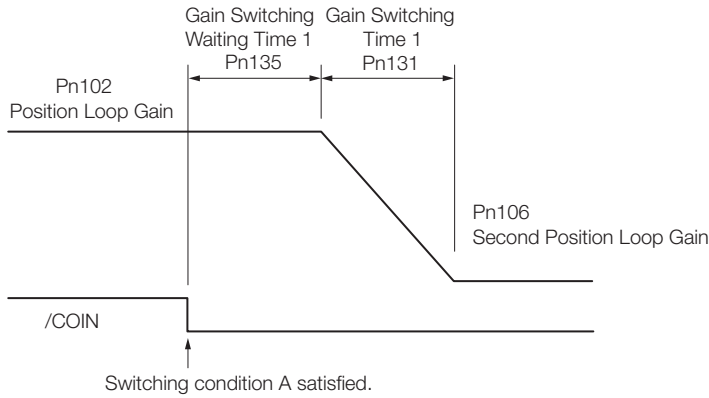 Gain Switching
Waiting Time 1
Pn135
Gain Switching
Time 1
Pn131
Pn102
Position Loop Gain
Pn106
Second Position Loop Gain
/COIN
Switching condition A satisfied.